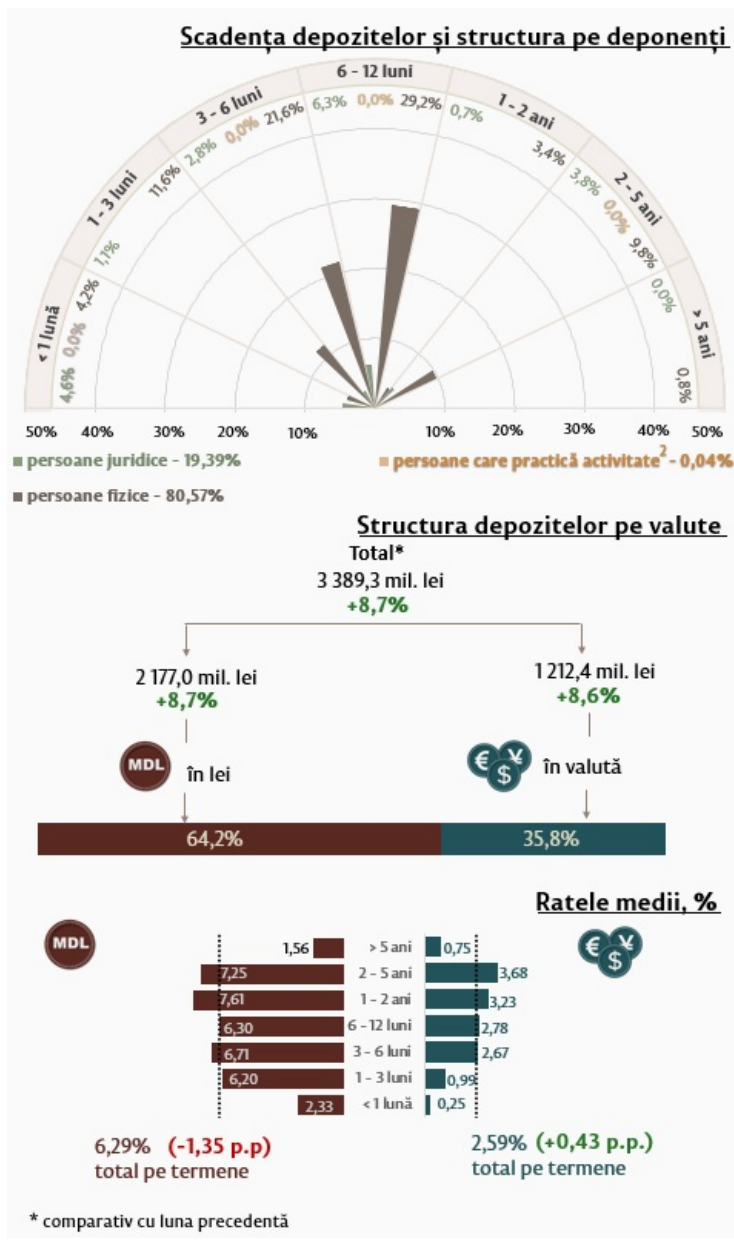 Scadența depozitelor și structura pe deponenți
< 1 lună
1 - 3 luni
3 - 6 luni
6 - 12 luni
1 - 2 ani
2 - 5 ani
> 5 ani
4,6% 0,0% 4,2%
1,1% 11,6%
2,8% 0,0% 21,6%
6,3% 0,0% 29,2%
0,7% 3,4%
3,8% 0,0% 9,8%
0,0% 0,8%
50% 40% 30% 20% 10% 10% 20% 30% 40% 50%
persoane juridice - 19,39%
persoane care practică activitate2 - 0,04%
persoane fizice - 80,57%
Structura depozitelor pe valute
Total*
3 389,3 mil. lei
+8,7%
2 177,0 mil. lei
+8,7%
1 212,4 mil. lei
+8,6%
MDL
în lei
€ ¥ $
în valută
64,2% 35,8%
Ratele medii, %
MDL
€ ¥ $
1,56 > 5 ani 0,75
7,25 2 - 5 ani 3,68
7,61 1 - 2 ani 3,23
6,30 6 - 12 luni 2,78
6,71 3 - 6 luni 2,67
6,20 1 - 3 luni 0,99
2,33 < 1 lună 0,25
6,29% (-1,35 p.p)
total pe termene
2,59% (+0,43 p.p.)
total pe termene
* comparativ cu luna precedentă